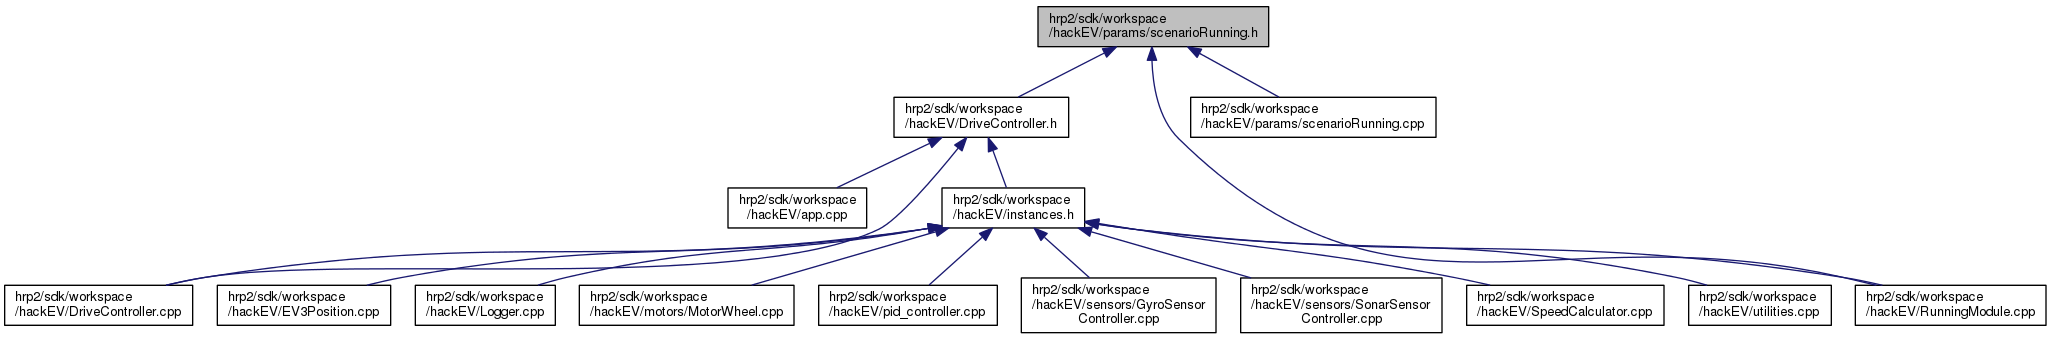 hrp2/sdk/workspace
/hackEV/params/scenarioRunning.h
hrp2/sdk/workspace
/hackEV/DriveController.h
hrp2/sdk/workspace
/hackEV/params/scenarioRunning.cpp
hrp2/sdk/workspace
/hackEV/app.cpp
hrp2/sdk/workspace
/hackEV/instances.h
hrp2/sdk/workspace
/hackEV/DriveController.cpp
hrp2/sdk/workspace
/hackEV/EV3Position.cpp
hrp2/sdk/workspace
/hackEV/Logger.cpp
hrp2/sdk/workspace
/hackEV/motors/MotorWheel.cpp
hrp2/sdk/workspace
/hackEV/pid_controller.cpp
hrp2/sdk/workspace
/hackEV/sensors/GyroSensor
Controller.cpp
hrp2/sdk/workspace
/hackEV/sensors/SonarSensor
Controller.cpp
hrp2/sdk/workspace
/hackEV/SpeedCalculator.cpp
hrp2/sdk/workspace
/hackEV/utilities.cpp
hrp2/sdk/workspace
/hackEV/RunningModule.cpp